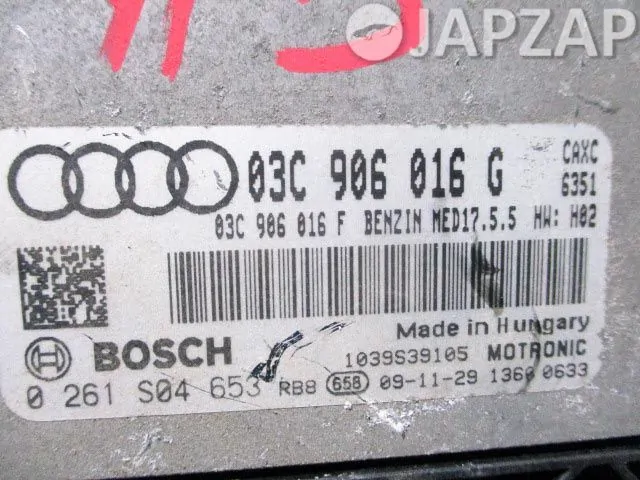 JAPZAP
03C 906 016 G
CAXC
6351
03C 906 016 F BENZIN MED17.5.5 HW: H02
Made in Hungary
BOSCH
1039S39105 MOTRONIC
0 261 S04 653
RB8 658 09-11-29 1360 0633